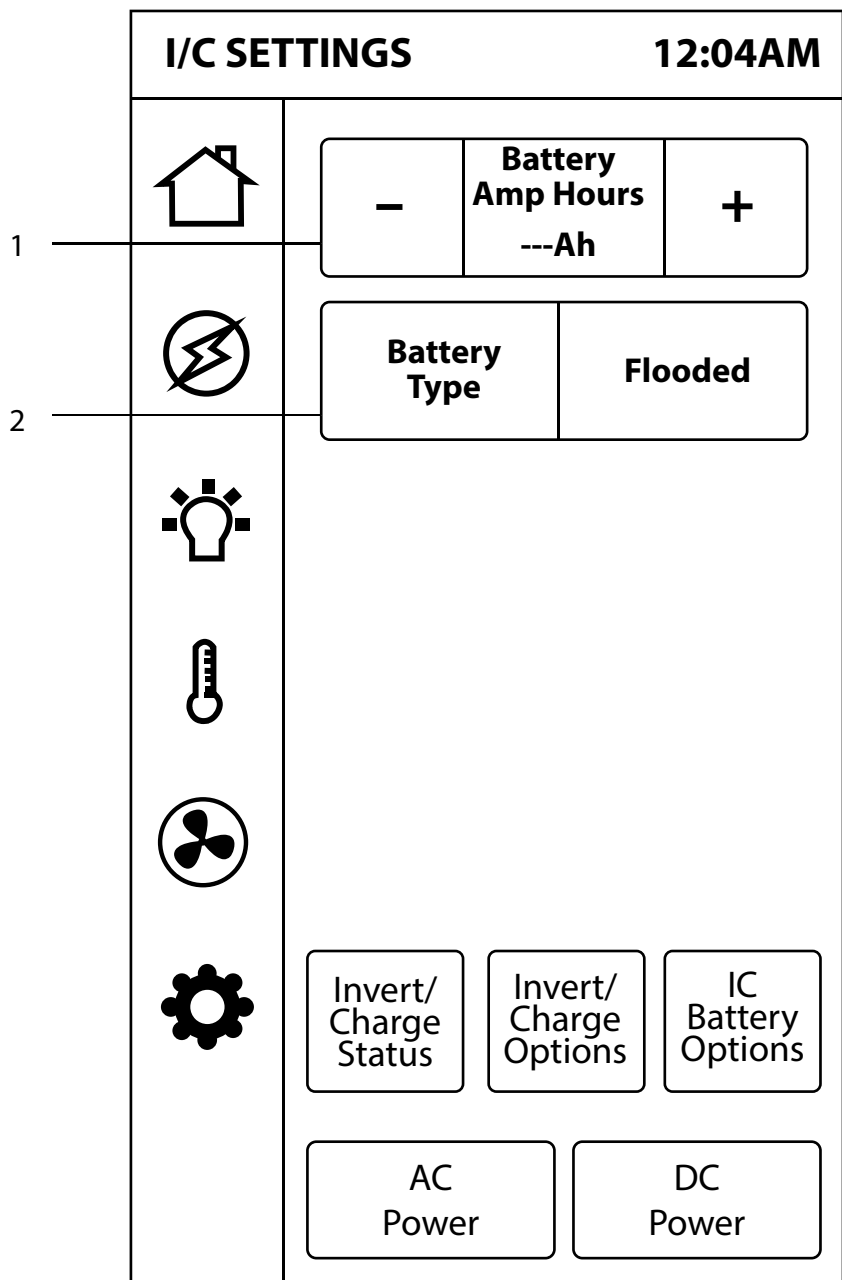 I/C SETTINGS 12:04AM
– Battery
Amp Hours
---Ah +
1
Battery
Type
Flooded
2
Invert/
Charge
Status
Invert/
Charge
Options
IC
Battery
Options
AC
Power
DC
Power